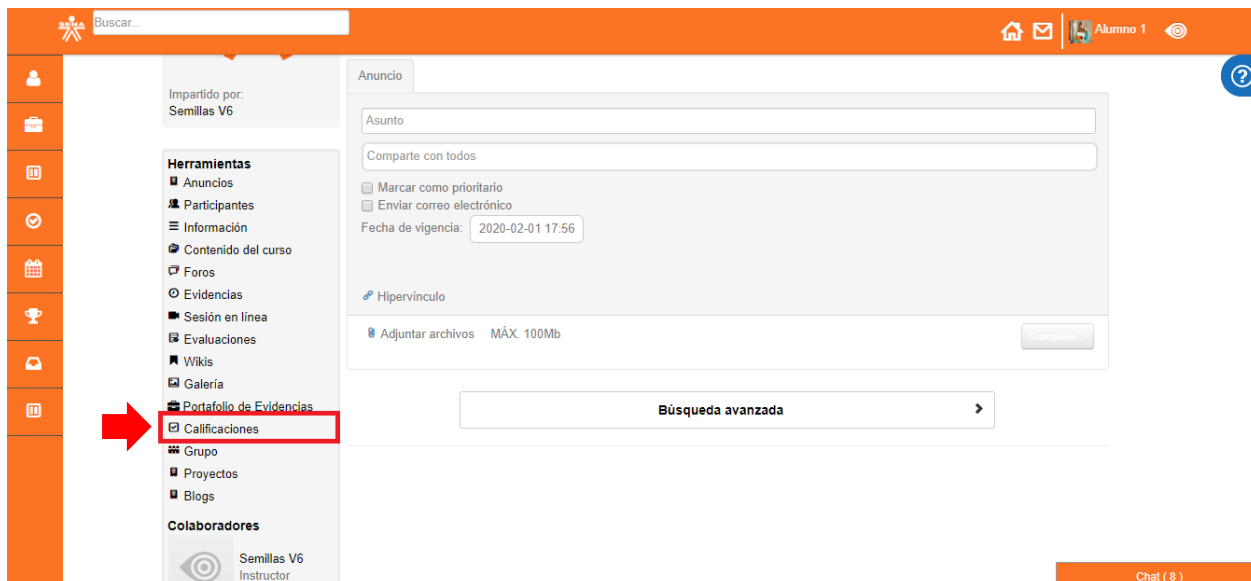 SENA
Buscar...
Alumno 1
Impartido por:
Semillas V6
Herramientas
Anuncios
Participantes
Información
Contenido del curso
Foros
Evidencias
Sesión en línea
Evaluaciones
Wikis
Galería
Portafolio de Evidencias
Calificaciones
Grupo
Proyectos
Blogs
Colaboradores
Semillas V6
Instructor
Anuncio
Asunto
Comparte con todos
Marcar como prioritario
Enviar correo electrónico
Fecha de vigencia: 2020-02-01 17:56
Hipervínculo
Adjuntar archivos MÁX. 100Mb
Búsqueda avanzada
?
Chat ( 8 )